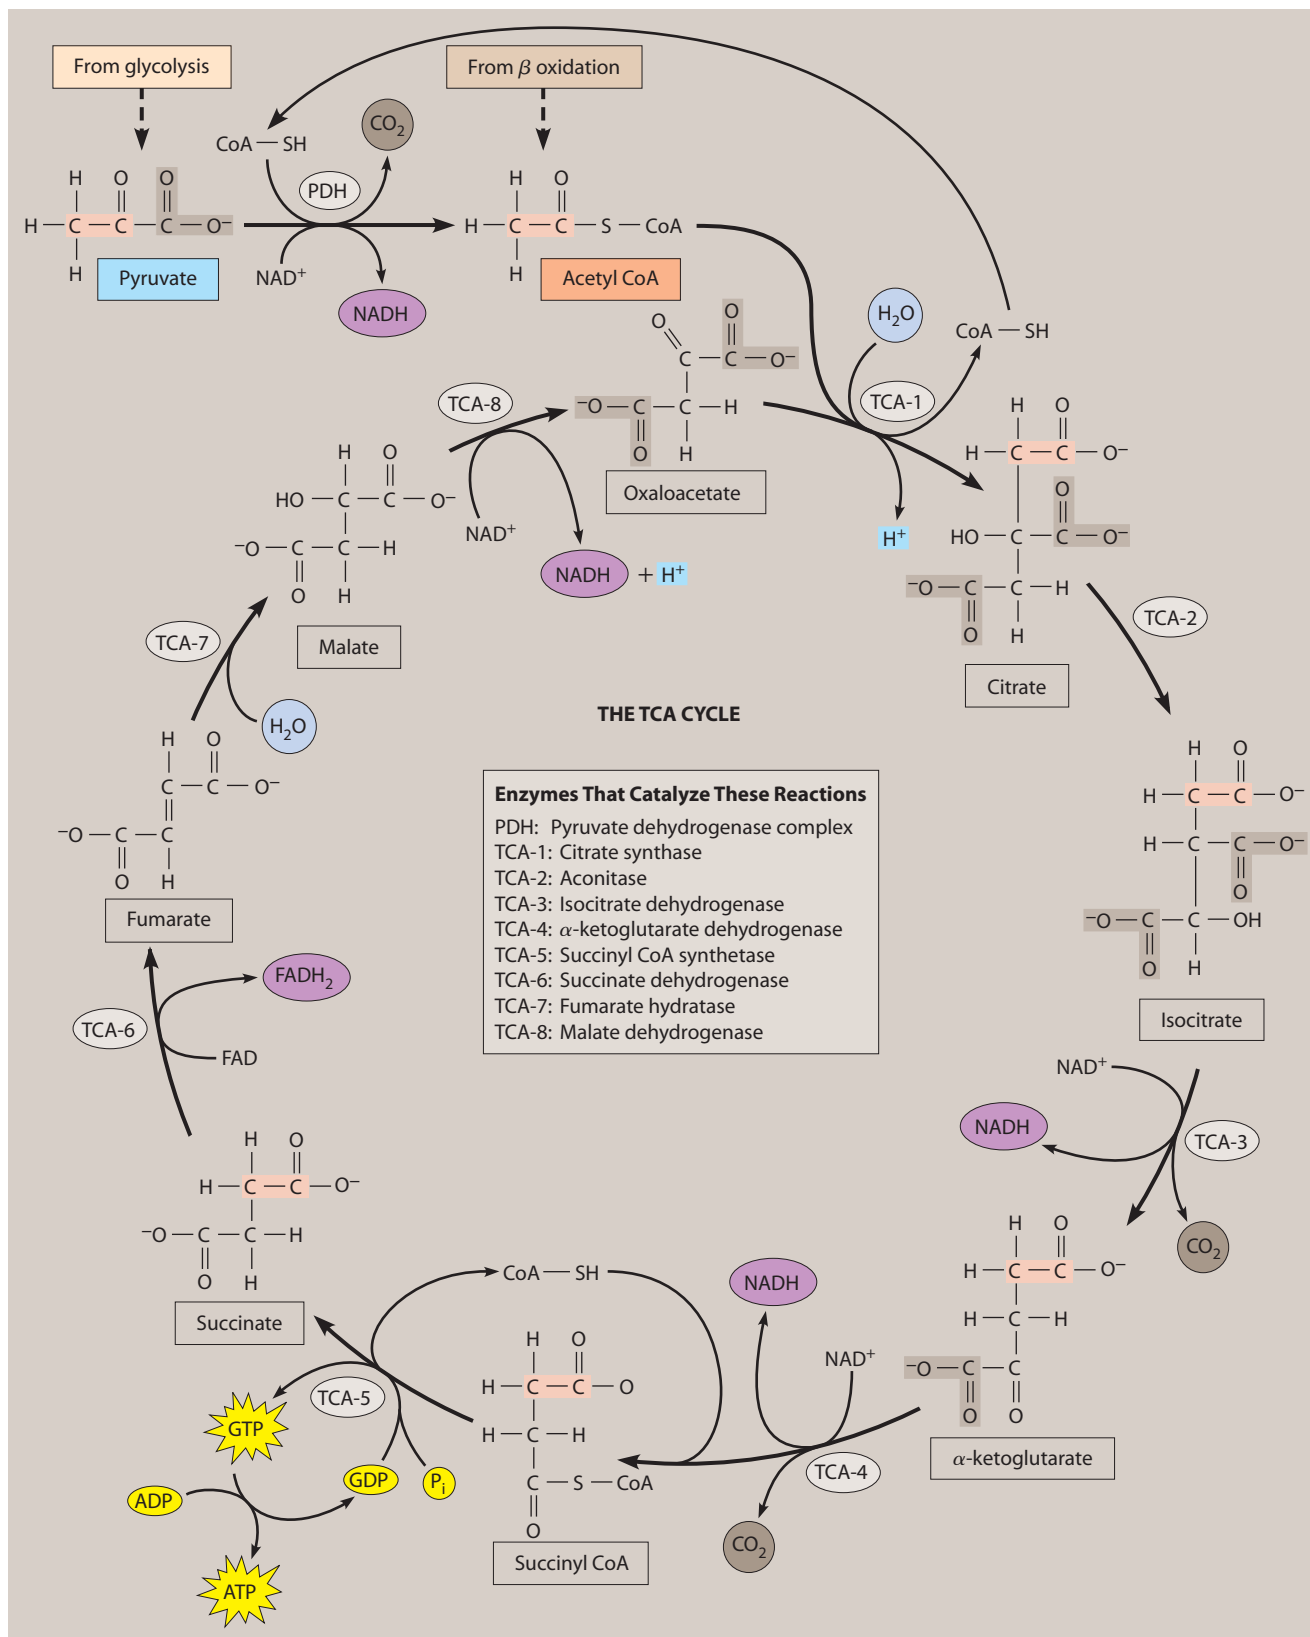 From glycolysis
From β oxidation
CoA — SH
CO₂
H O O
PDH
H O
H — C — C — C — O⁻
H — C — C — S — CoA
H
NAD⁺
H
Pyruvate
Acetyl CoA
NADH
H₂O
CoA — SH
O O
C — C — O⁻
TCA-8
TCA-1
⁻O — C — C — H
O H
Oxaloacetate
H O
H — C — C — O⁻
O
HO — C — C — O⁻
⁻O — C — C — H
O H
Citrate
H⁺
H O
HO — C — C — O⁻
⁻O — C — C — H
O H
Malate
NAD⁺
NADH + H⁺
TCA-2
TCA-7
H₂O
THE TCA CYCLE
H O
C — C — O⁻
⁻O — C — C
O H
Fumarate
Enzymes That Catalyze These Reactions
PDH: Pyruvate dehydrogenase complex
TCA-1: Citrate synthase
TCA-2: Aconitase
TCA-3: Isocitrate dehydrogenase
TCA-4: α-ketoglutarate dehydrogenase
TCA-5: Succinyl CoA synthetase
TCA-6: Succinate dehydrogenase
TCA-7: Fumarate hydratase
TCA-8: Malate dehydrogenase
H O
H — C — C — O⁻
H — C — C — O⁻
O
⁻O — C — C — OH
O H
Isocitrate
FADH₂
TCA-6
FAD
NAD⁺
NADH
TCA-3
CO₂
H O
H — C — C — O⁻
⁻O — C — C — H
O H
Succinate
H O
H — C — C — O⁻
H — C — H
⁻O — C — C
O O
α-ketoglutarate
CoA — SH
NADH
NAD⁺
TCA-4
CO₂
H O
H — C — C — O
H — C — H
C — S — CoA
O
Succinyl CoA
TCA-5
GTP
GDP
Pᵢ
ADP
ATP